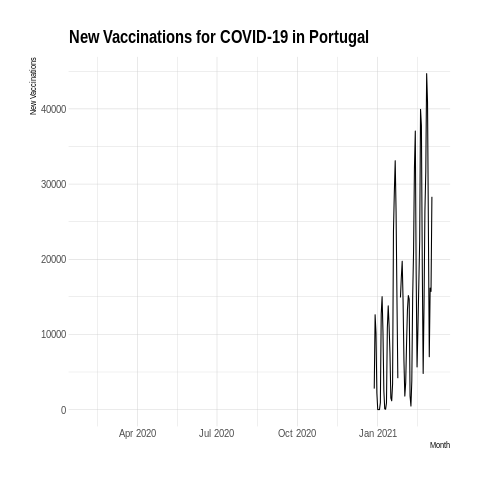 New Vaccinations for COVID-19 in Portugal
New Vaccinations
40000
30000
20000
10000
0
Apr 2020
Jul 2020
Oct 2020
Jan 2021
Month